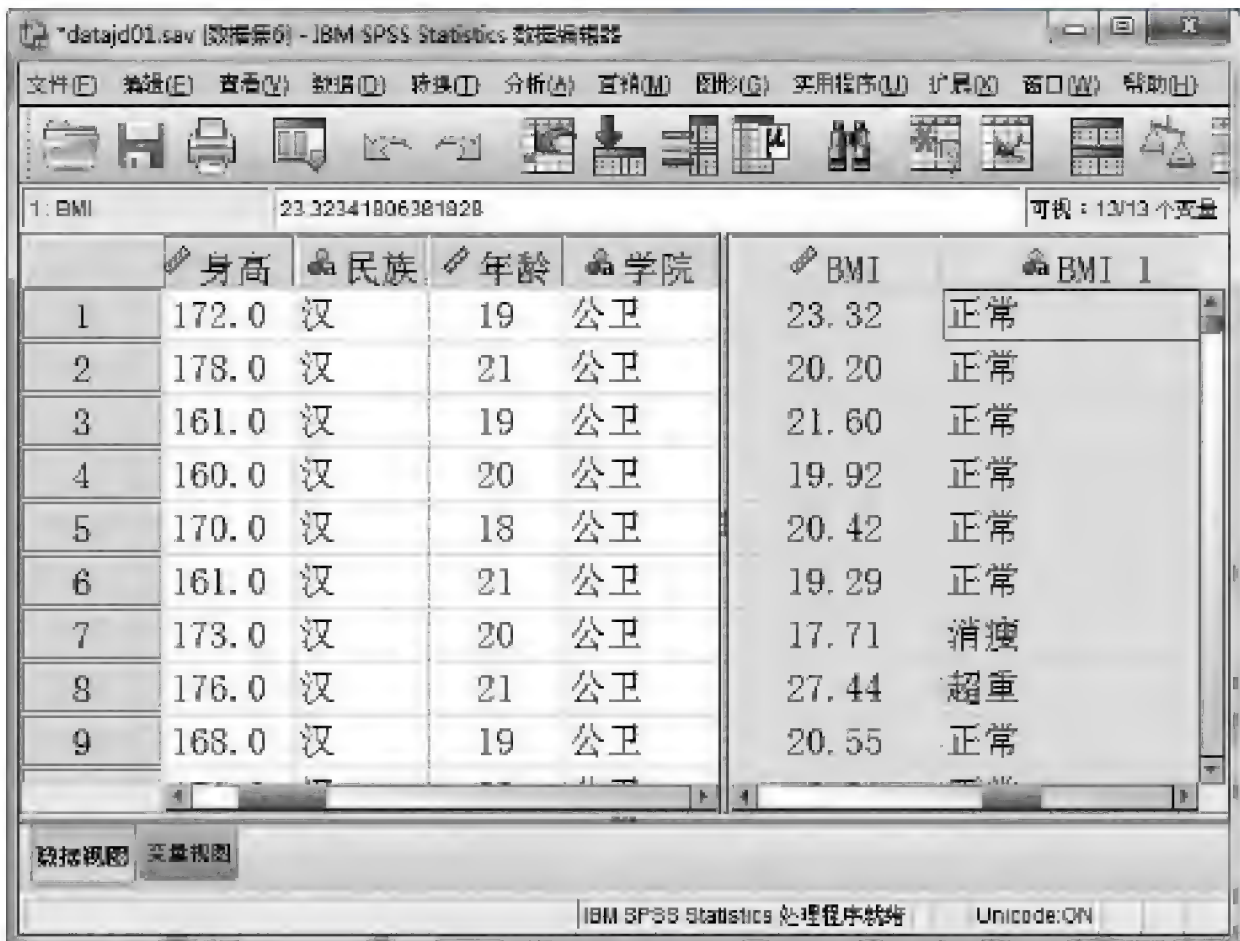 *datajd01.sav [数据集6] - IBM SPSS Statistics 数据编辑器
文件(F) 编辑(E) 查看(V) 数据(D) 转换(T) 分析(A) 直销(M) 图形(G) 实用程序(U) 扩展(X) 窗口(W) 帮助(H)
1 : BMI 23.32341806381828 可视：13/13 个变量
身高 民族 年龄 学院 BMI BMI_1
1 172.0 汉 19 公卫 23.32 正常
2 178.0 汉 21 公卫 20.20 正常
3 161.0 汉 19 公卫 21.60 正常
4 160.0 汉 20 公卫 19.92 正常
5 170.0 汉 18 公卫 20.42 正常
6 161.0 汉 21 公卫 19.29 正常
7 173.0 汉 20 公卫 17.71 消瘦
8 176.0 汉 21 公卫 27.44 超重
9 168.0 汉 19 公卫 20.55 正常
数据视图 变量视图
IBM SPSS Statistics 处理程序就绪 Unicode:ON